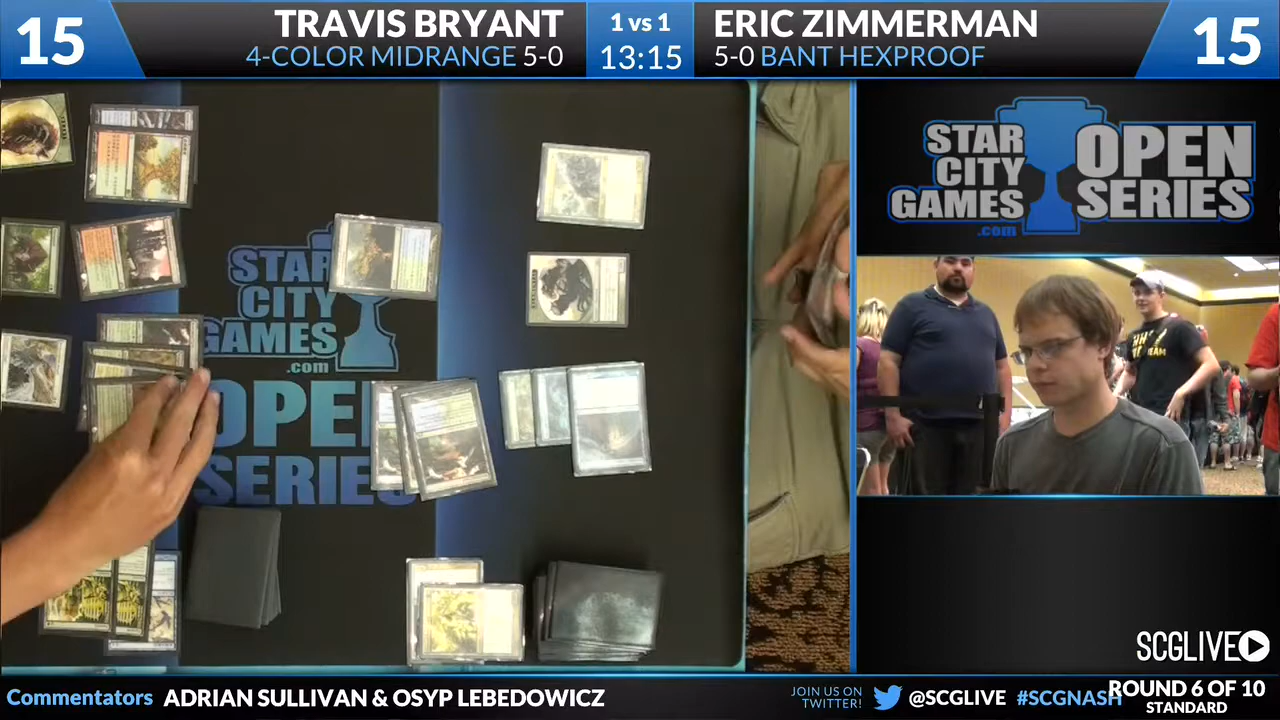 15
TRAVIS BRYANT
4-COLOR MIDRANGE 5-0
1 vs 1
13:15
ERIC ZIMMERMAN
5-0 BANT HEXPROOF
15
STAR
CITY
GAMES
.com
OPEN
SERIES
STAR
CITY
GAMES
.com
OPE
SERIES
SCGLIVE
Commentators ADRIAN SULLIVAN & OSYP LEBEDOWICZ
JOIN US ON
TWITTER!
@SCGLIVE #SCGNASH
ROUND 6 OF 10
STANDARD